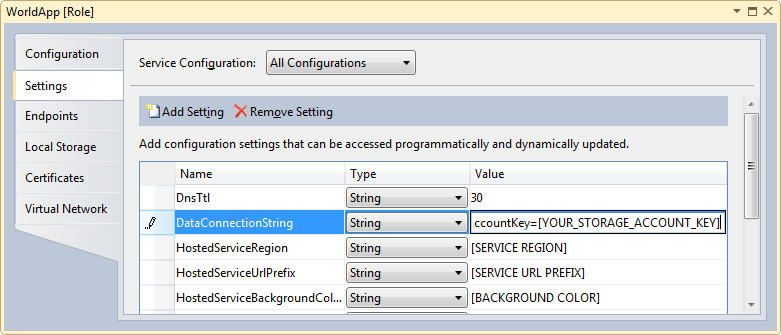 WorldApp [Role]
Configuration
Settings
Endpoints
Local Storage
Certificates
Virtual Network
Service Configuration: All Configurations
Add Setting Remove Setting
Add configuration settings that can be accessed programmatically and dynamically updated.
Name Type Value
DnsTtl String 30
DataConnectionString String ccountKey=[YOUR_STORAGE_ACCOUNT_KEY]
HostedServiceRegion String [SERVICE REGION]
HostedServiceUrlPrefix String [SERVICE URL PREFIX]
HostedServiceBackgroundCol... String [BACKGROUND COLOR]